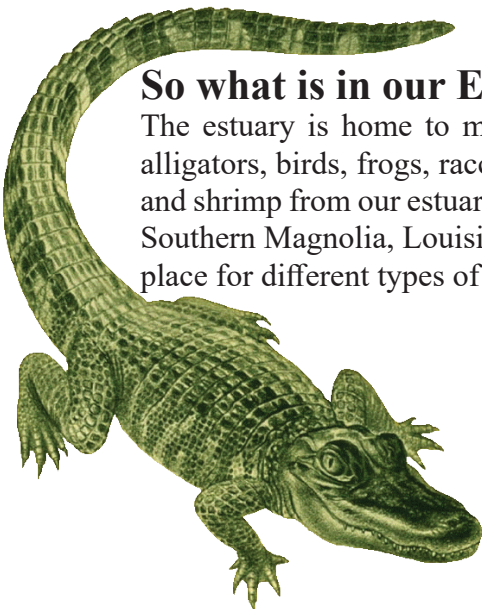 So what is in our E
The estuary is home to m
alligators, birds, frogs, rac
and shrimp from our estuar
Southern Magnolia, Louisi
place for different types of